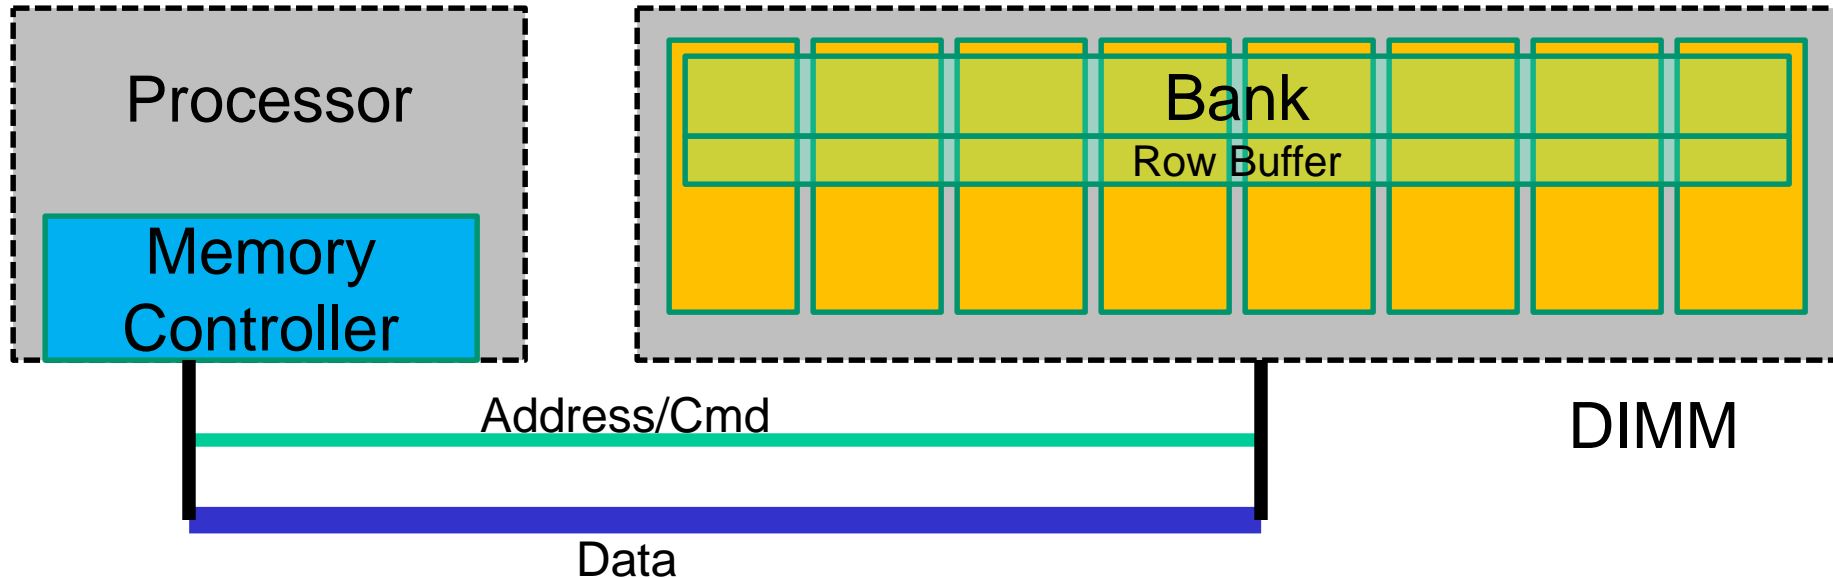 Processor
Memory
Controller
Bank
Row Buffer
Address/Cmd
Data
DIMM